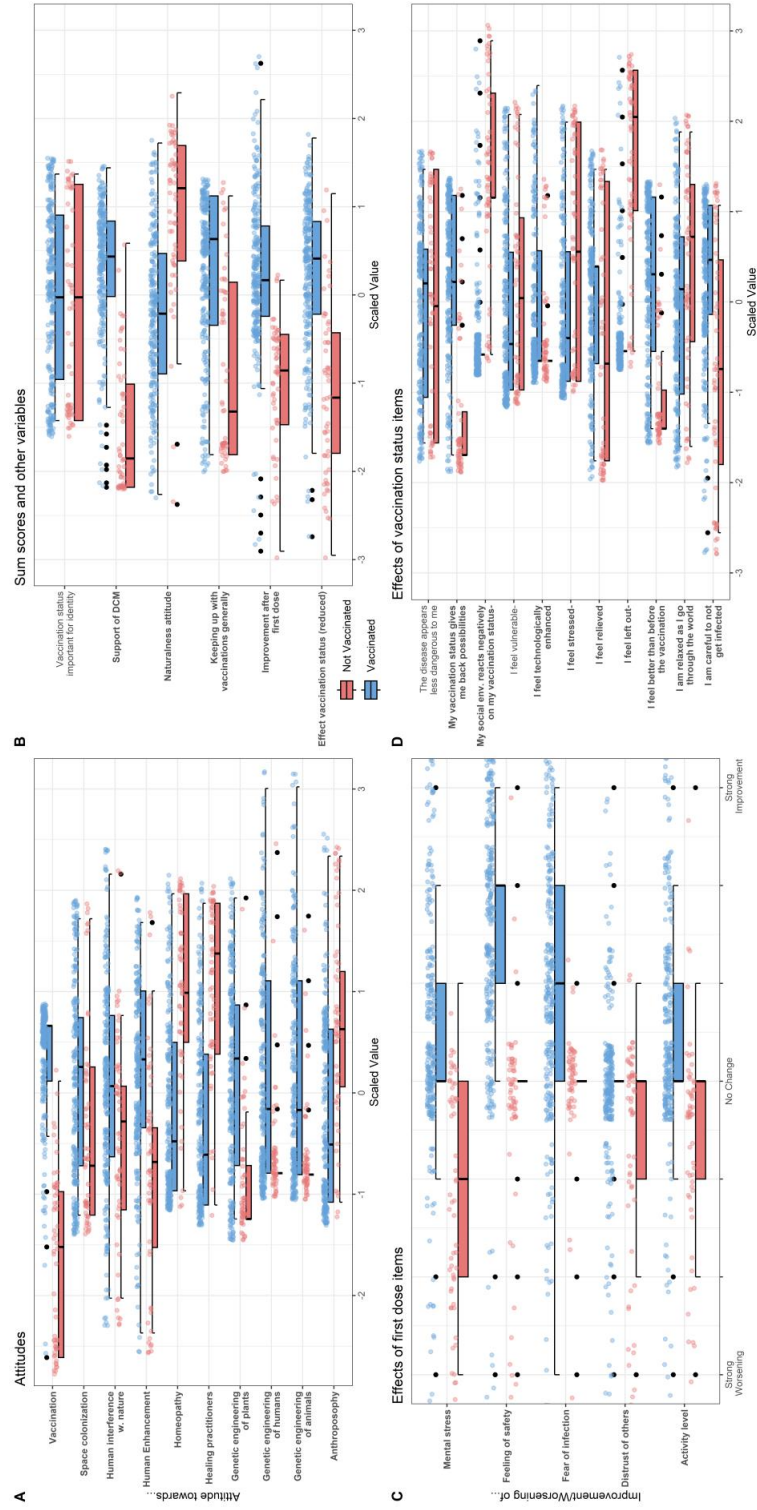 A
Attitudes
Attitude towards...
Vaccination
Space colonization
Human interference
w. nature
Human Enhancement
Homeopathy
Healing practitioners
Genetic engineering
of plants
Genetic engineering
of humans
Genetic engineering
of animals
Anthroposophy
-2
-1
0
1
2
3
Scaled Value
B
Sum scores and other variables
Vaccination status
important for identity
Support of DCM
Naturalness attitude
Keeping up with
vaccinations generally
Improvement after
first dose
Effect vaccination status (reduced)
-3
-2
-1
0
1
2
3
Scaled Value
Not Vaccinated
Vaccinated
C
Effects of first dose items
Improvement/Worsening of...
Mental stress
Feeling of safety
Fear of infection
Distrust of others
Activity level
Strong
Worsening
No Change
Strong
Improvement
D
Effects of vaccination status items
The disease appears
less dangerous to me
My vaccination status gives
me back possibilities
My social env. reacts negatively
on my vaccination status-
I feel vulnerable-
I feel technologically
enhanced
I feel stressed-
I feel relieved
I feel left out-
I feel better than before
the vaccination
I am relaxed as I go
through the world
I am careful to not
get infected
-3
-2
-1
0
1
2
3
Scaled Value